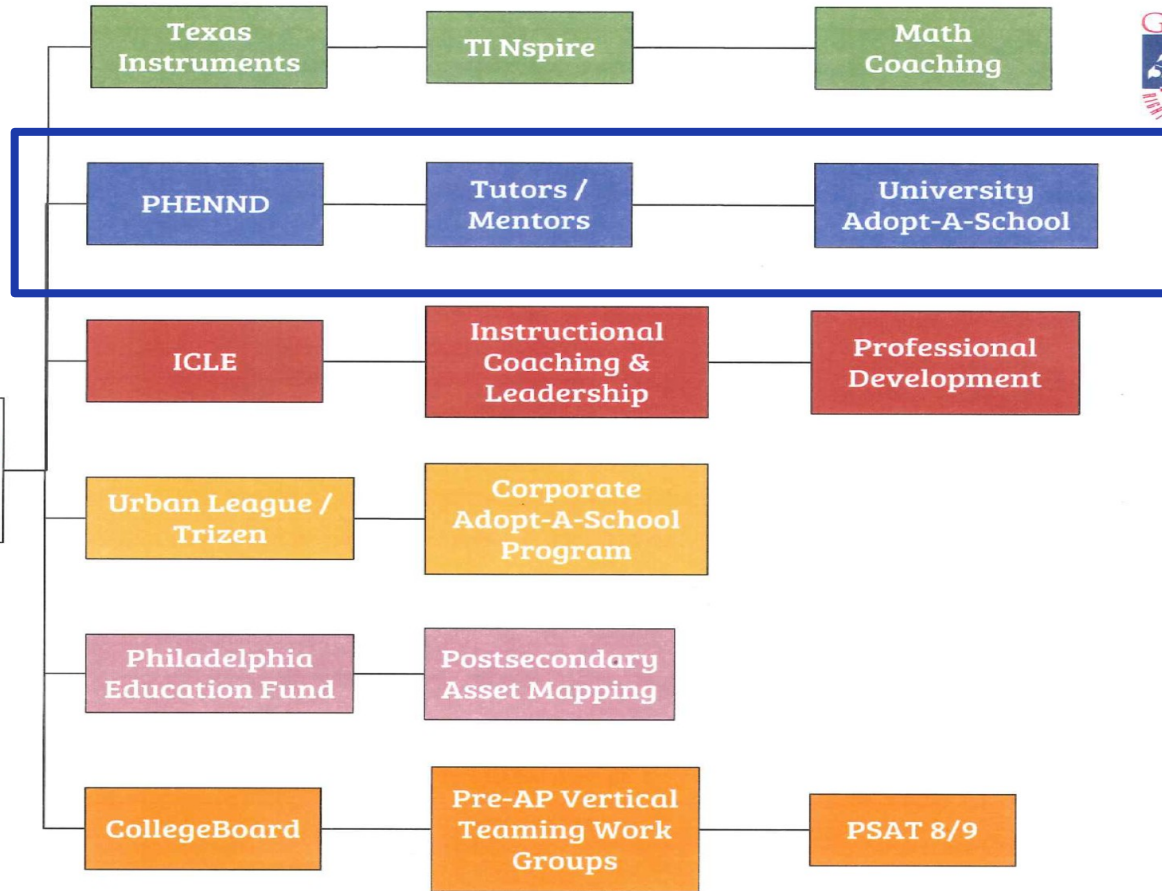 Texas
Instruments
TI Nspire
Math
Coaching
G
RIGHT
PHENND
Tutors /
Mentors
University
Adopt-A-School
ICLE
Instructional
Coaching &
Leadership
Professional
Development
Urban League /
Trizen
Corporate
Adopt-A-School
Program
Philadelphia
Education Fund
Postsecondary
Asset Mapping
CollegeBoard
Pre-AP Vertical
Teaming Work
Groups
PSAT 8/9